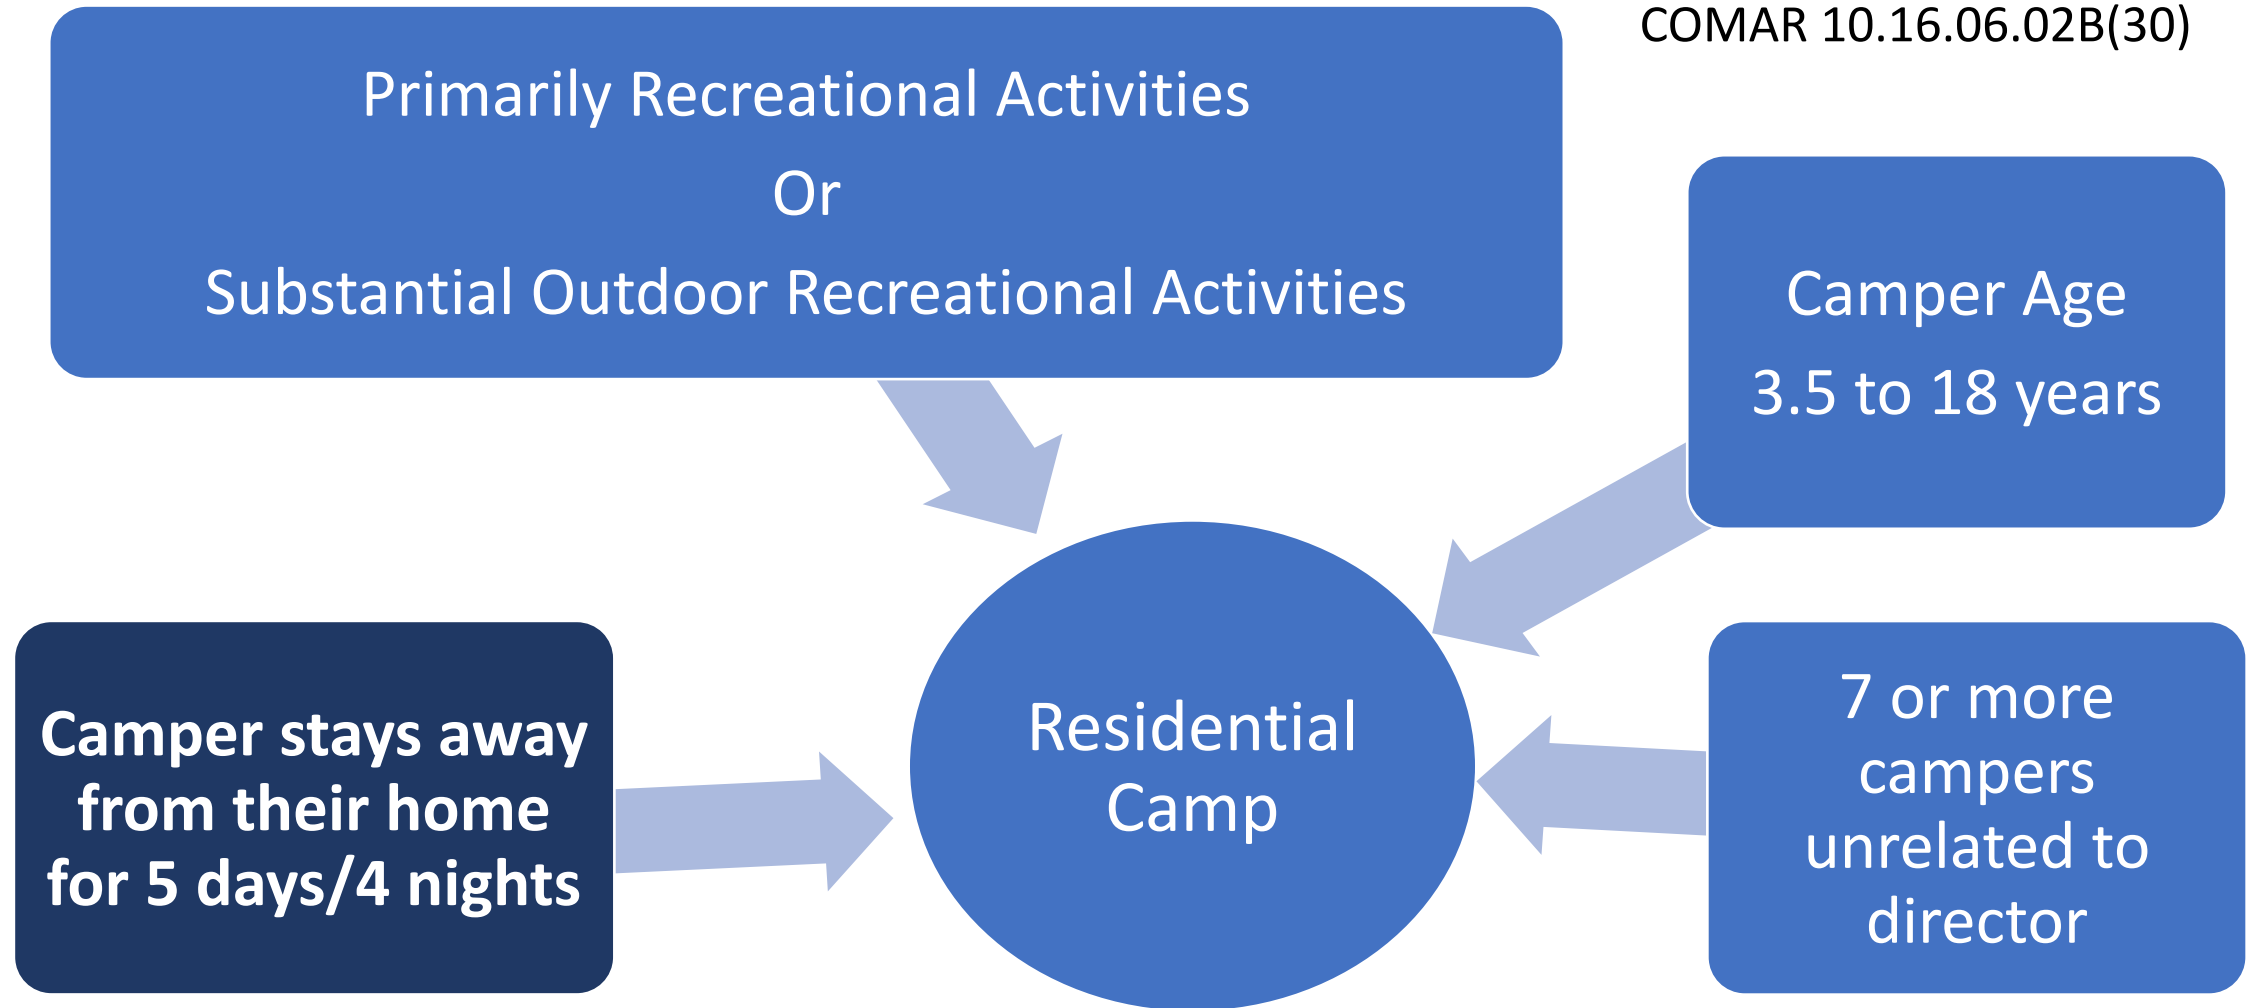 COMAR 10.16.06.02B(30)
Primarily Recreational Activities
Or
Substantial Outdoor Recreational Activities
Camper Age
3.5 to 18 years
Camper stays away
from their home
for 5 days/4 nights
Residential
Camp
7 or more
campers
unrelated to
director